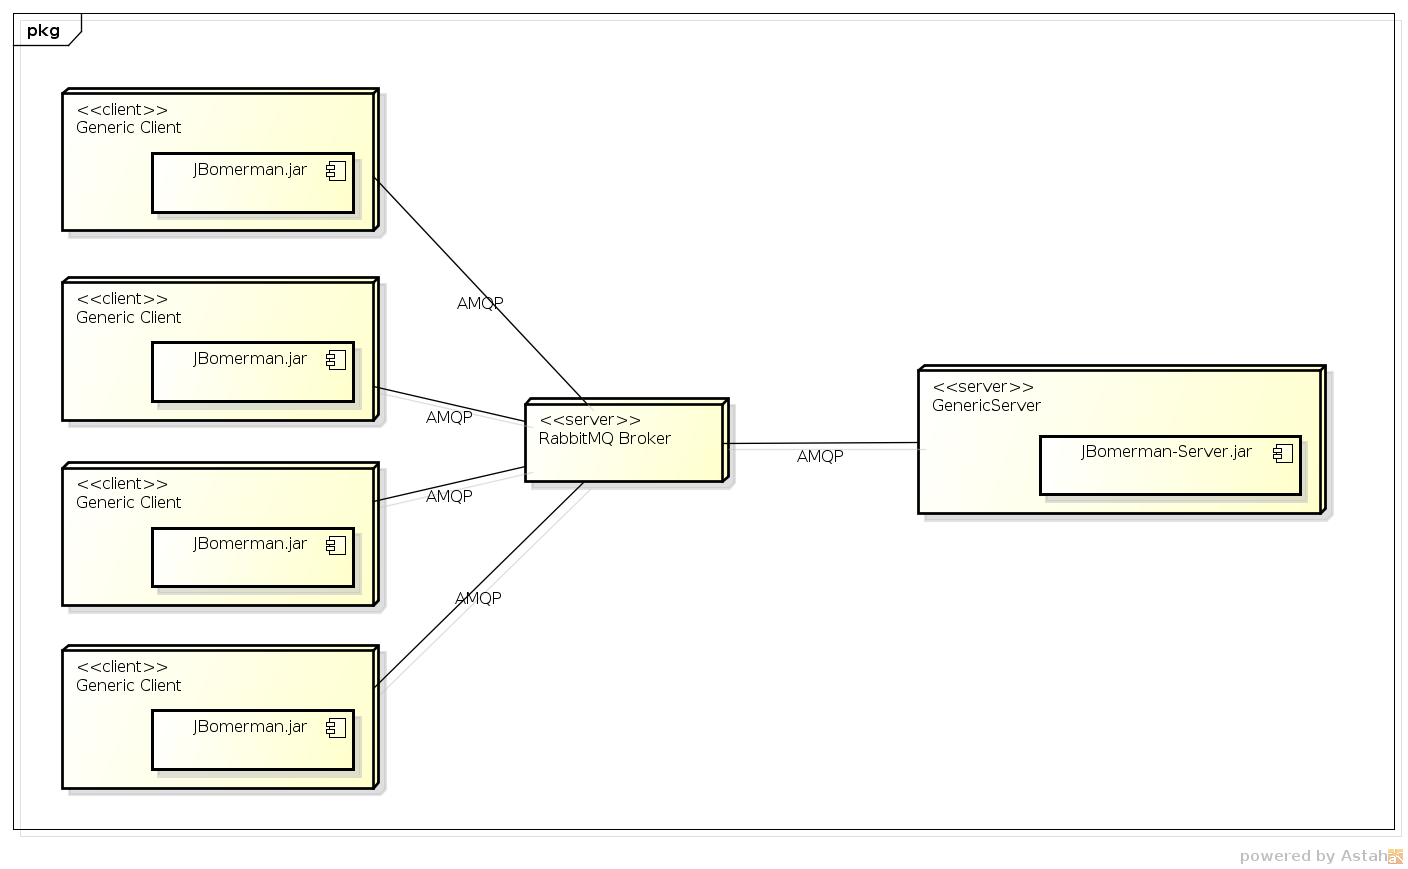 pkg
<<client>>
Generic Client
JBomerman.jar
<<client>>
Generic Client
JBomerman.jar
<<client>>
Generic Client
JBomerman.jar
<<client>>
Generic Client
JBomerman.jar
AMQP
AMQP
AMQP
AMQP
<<server>>
RabbitMQ Broker
AMQP
<<server>>
GenericServer
JBomerman-Server.jar
powered by Astah